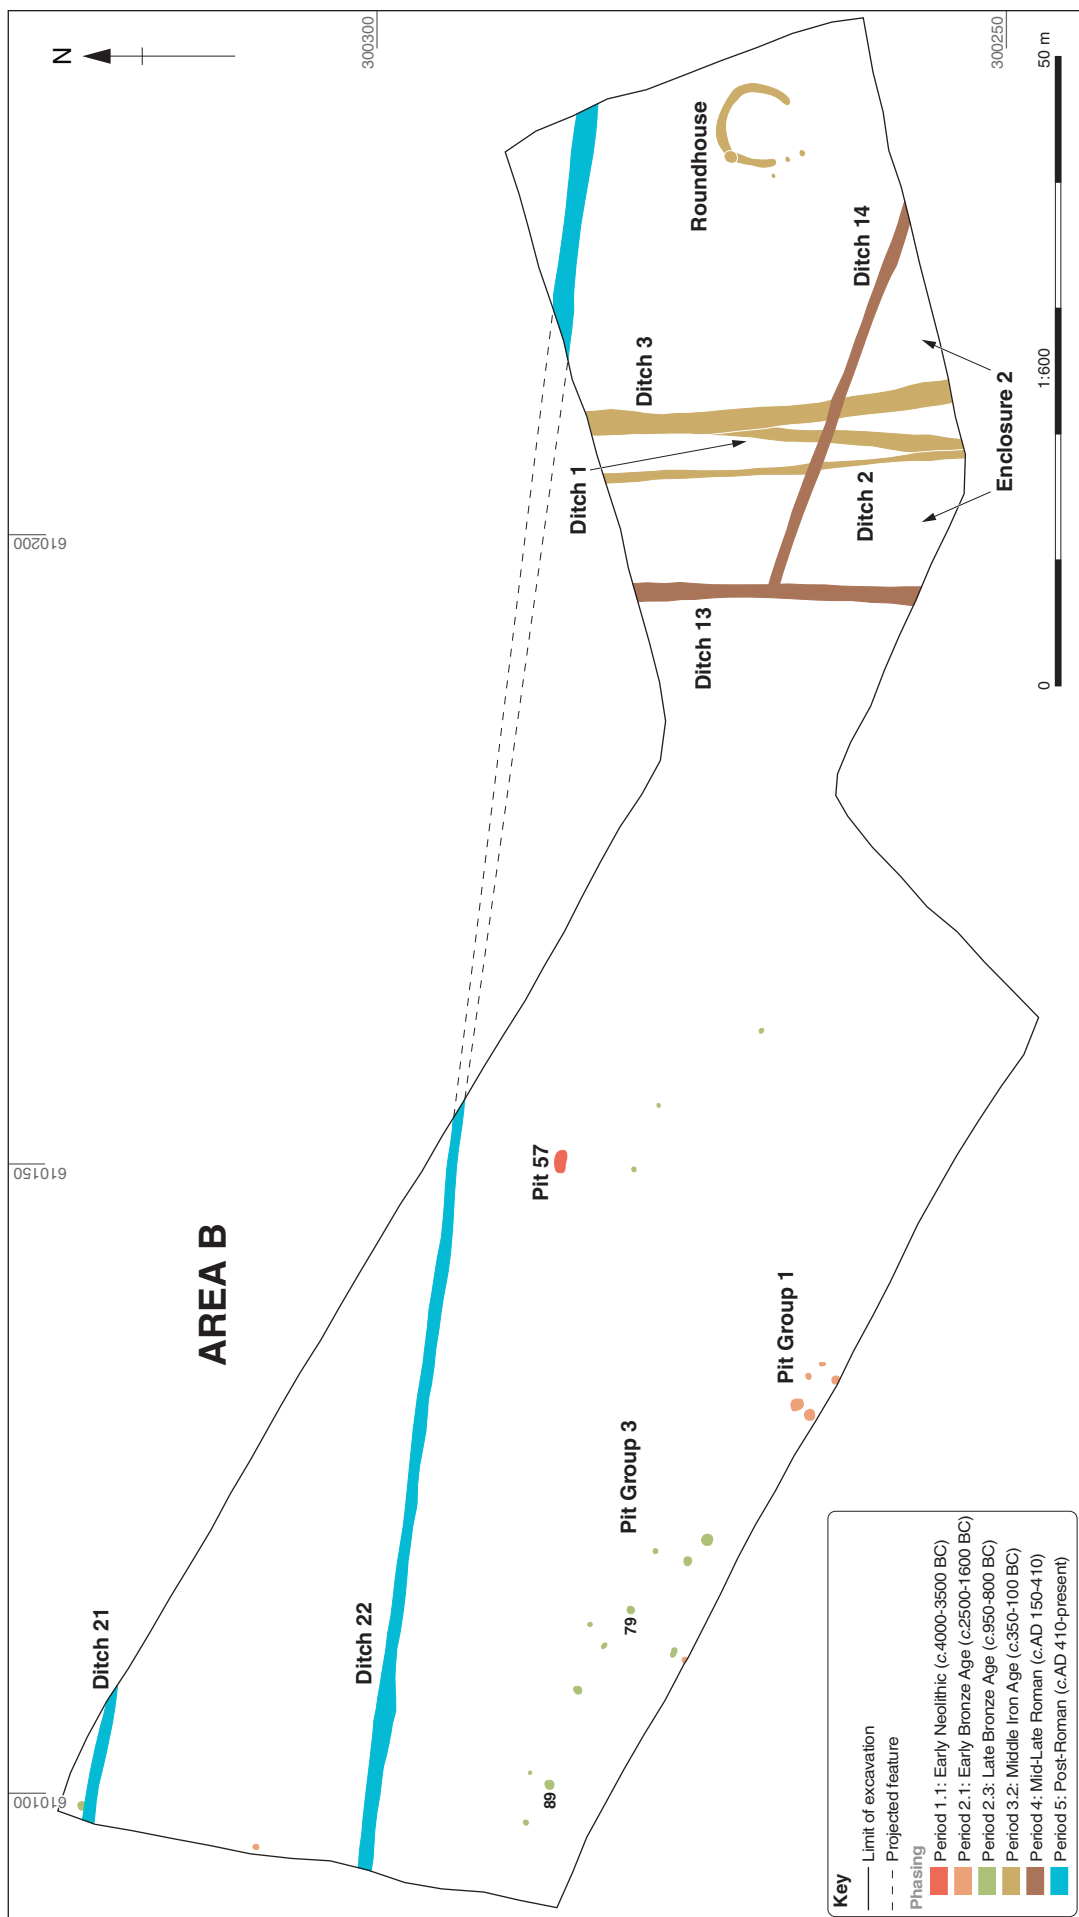 AREA B
N
300300
300250
610100
610150
610200
Ditch 21
Ditch 22
Pit 57
Pit Group 1
Pit Group 3
79
89
Ditch 13
Ditch 1
Ditch 2
Ditch 3
Ditch 14
Roundhouse
Enclosure 2
0
1:600
50 m
Key
Limit of excavation
Projected feature
Phasing
Period 1.1: Early Neolithic (c.4000-3500 BC)
Period 2.1: Early Bronze Age (c.2500-1600 BC)
Period 2.3: Late Bronze Age (c.950-800 BC)
Period 3.2: Middle Iron Age (c.350-100 BC)
Period 4: Mid-Late Roman (c.AD 150-410)
Period 5: Post-Roman (c.AD 410-present)